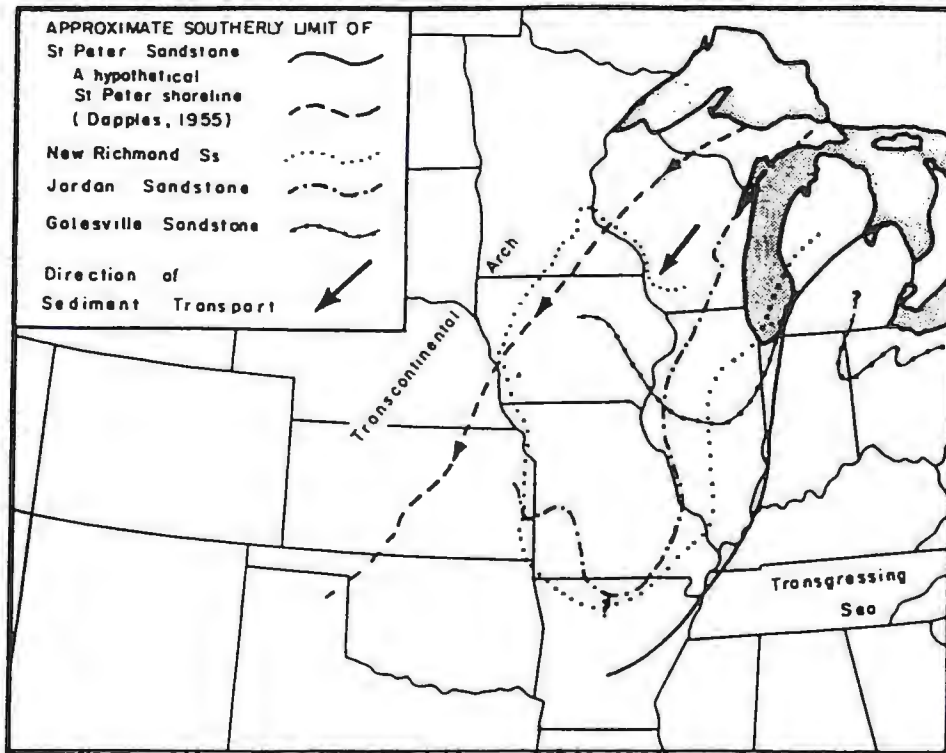 APPROXIMATE SOUTHERLY LIMIT OF
St Peter Sandstone
A hypothetical
St Peter shoreline
( Dapples, 1955)
New Richmond Ss
Jordan Sandstone
Galesville Sandstone
Direction of
Sediment Transport
Arch
Transcontinental
?
?
Transgressing
Sea